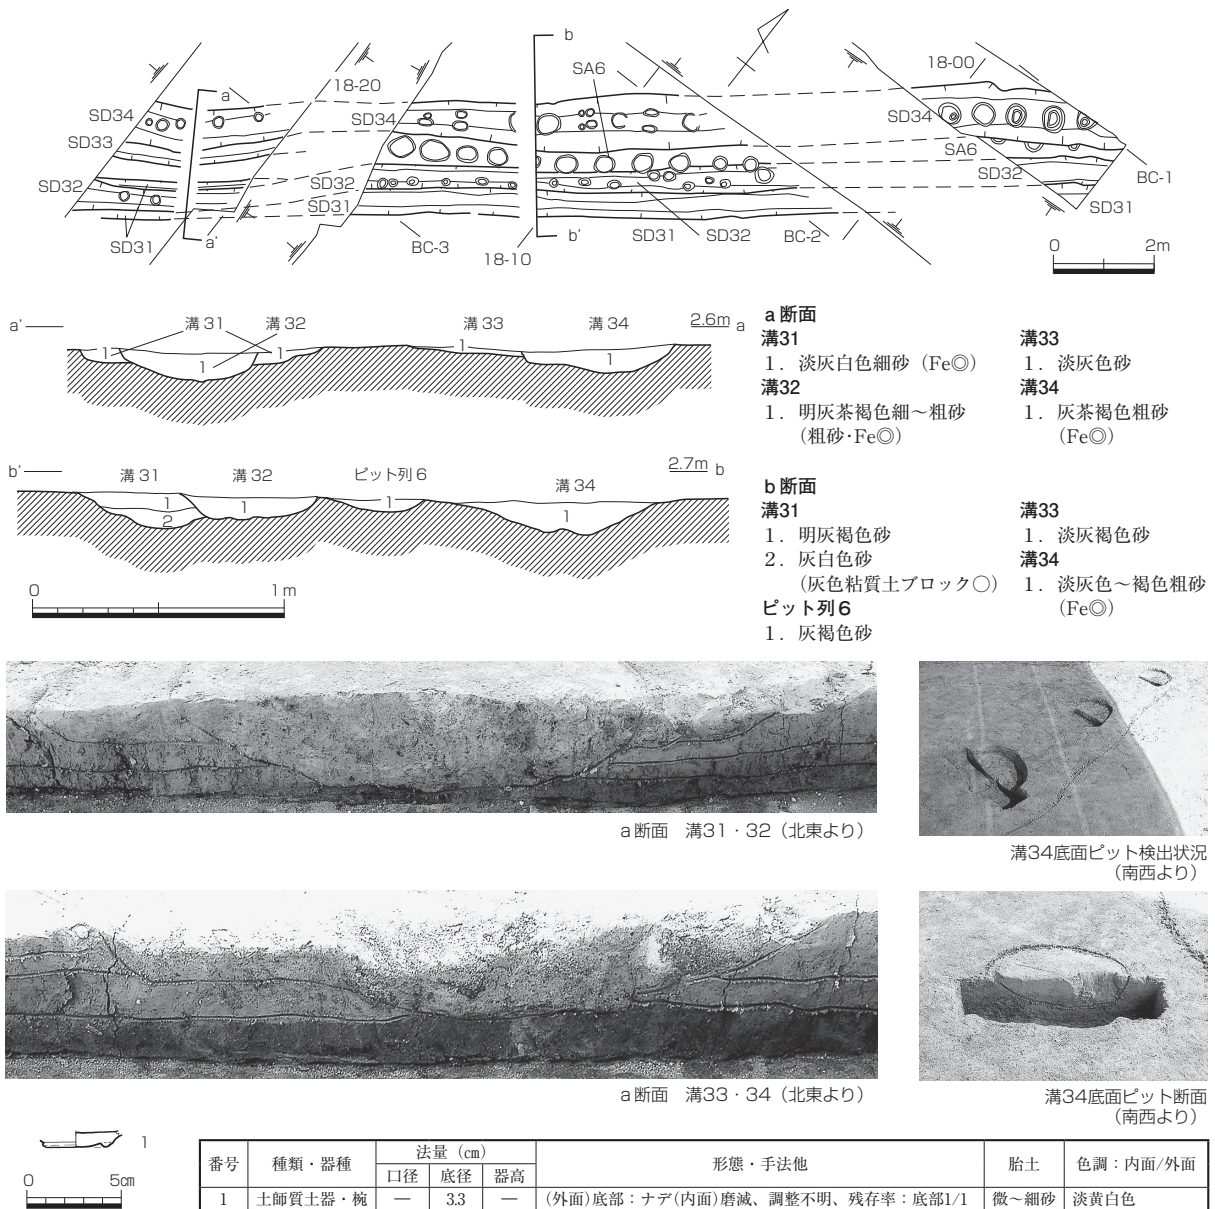 b
SA6
18-00
18-20
a
SD34
SD34
SD34
SD33
SA6
SD32
SD32
SD32
BC-1
SD31
SD31
SD31
a'
b'
SD31
SD32
BC-2
BC-3
18-10
0 2m
a' 溝31 溝32 溝33 溝34 2.6m a
1 1 1 1 1
b' 溝31 溝32 ピット列6 溝34 2.7m b
1 1 1 1
2
0 1m
a断面
溝31
1．淡灰白色細砂（Fe◎）
溝32
1．明灰茶褐色細～粗砂
（粗砂・Fe◎）
溝33
1．淡灰色砂
溝34
1．灰茶褐色粗砂
（Fe◎）
b断面
溝31
1．明灰褐色砂
2．灰白色砂
（灰色粘質土ブロック○）
ピット列6
1．灰褐色砂
溝33
1．淡灰褐色砂
溝34
1．淡灰色～褐色粗砂
（Fe◎）
a断面　溝31・32（北東より）
溝34底面ピット検出状況
（南西より）
a断面　溝33・34（北東より）
溝34底面ピット断面
（南西より）
1
0 5cm
番号 種類・器種 法量（㎝） 形態・手法他 胎土 色調：内面/外面
口径 底径 器高
1 土師質土器・椀 ― 3.3 ― (外面)底部：ナデ(内面)磨滅、調整不明、残存率：底部1/1 微～細砂 淡黄白色